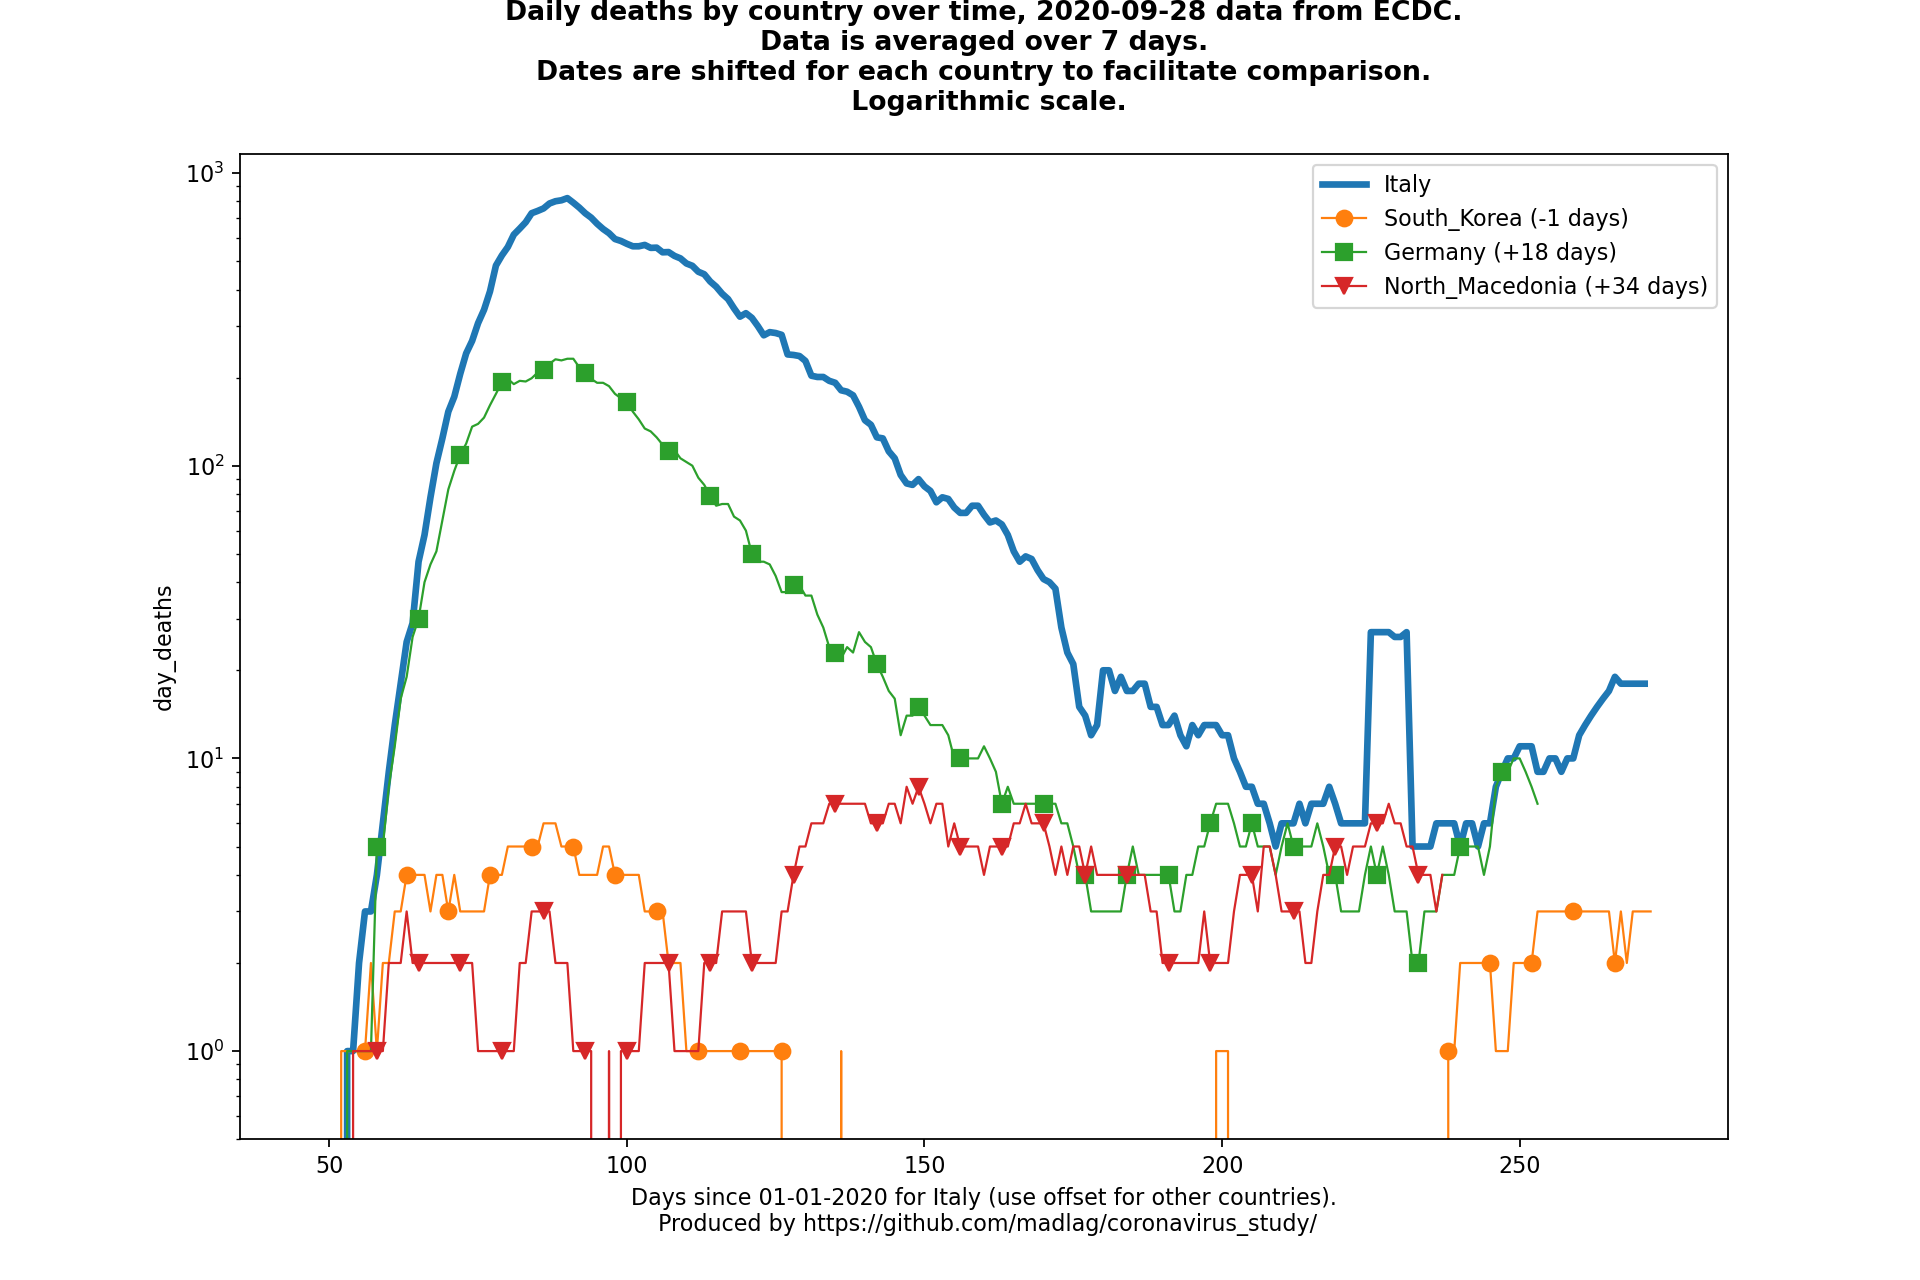 Daily deaths by country over time, 2020-09-28 data from ECDC.
Data is averaged over 7 days.
Dates are shifted for each country to facilitate comparison.
Logarithmic scale.
Italy
South_Korea (-1 days)
Germany (+18 days)
North_Macedonia (+34 days)
day_deaths
10³
10²
10¹
10⁰
50 100 150 200 250
Days since 01-01-2020 for Italy (use offset for other countries).
Produced by https://github.com/madlag/coronavirus_study/